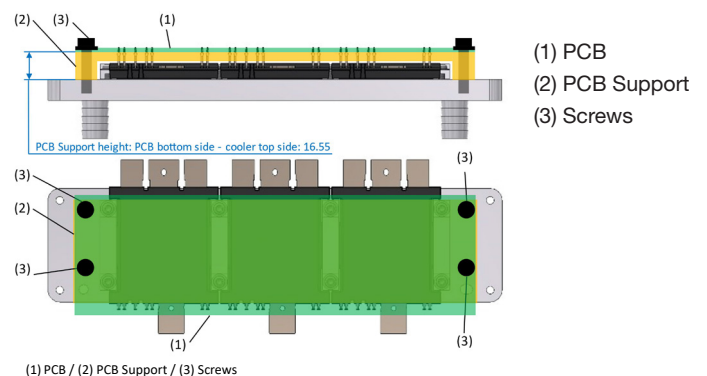 (2)
(3)
(1)
(1) PCB
(2) PCB Support
(3) Screws
PCB Support height: PCB bottom side - cooler top side: 16.55
(3)
(3)
(2)
(3)
(1)
(3)
(1) PCB / (2) PCB Support / (3) Screws